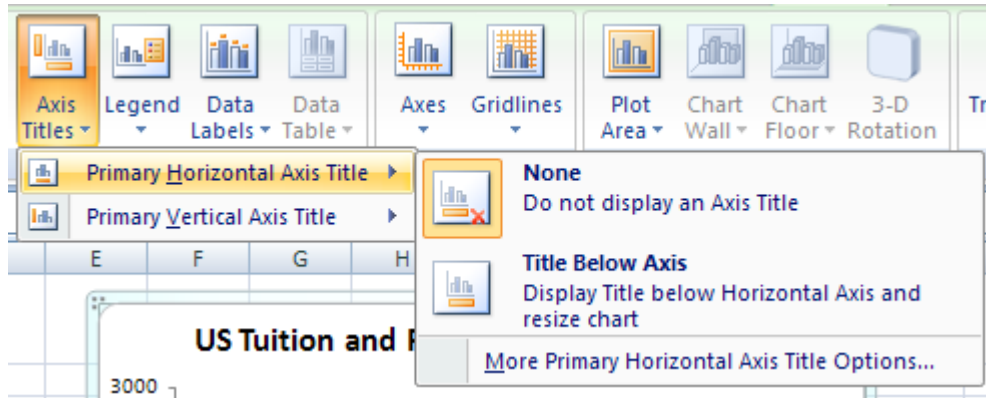 Axis Titles
Legend
Data Labels
Data Table
Axes
Gridlines
Plot Area
Chart Wall
Chart Floor
3-D Rotation
Primary Horizontal Axis Title
Primary Vertical Axis Title
None
Do not display an Axis Title
Title Below Axis
Display Title below Horizontal Axis and
resize chart
More Primary Horizontal Axis Title Options...
E F G H
US Tuition and
3000